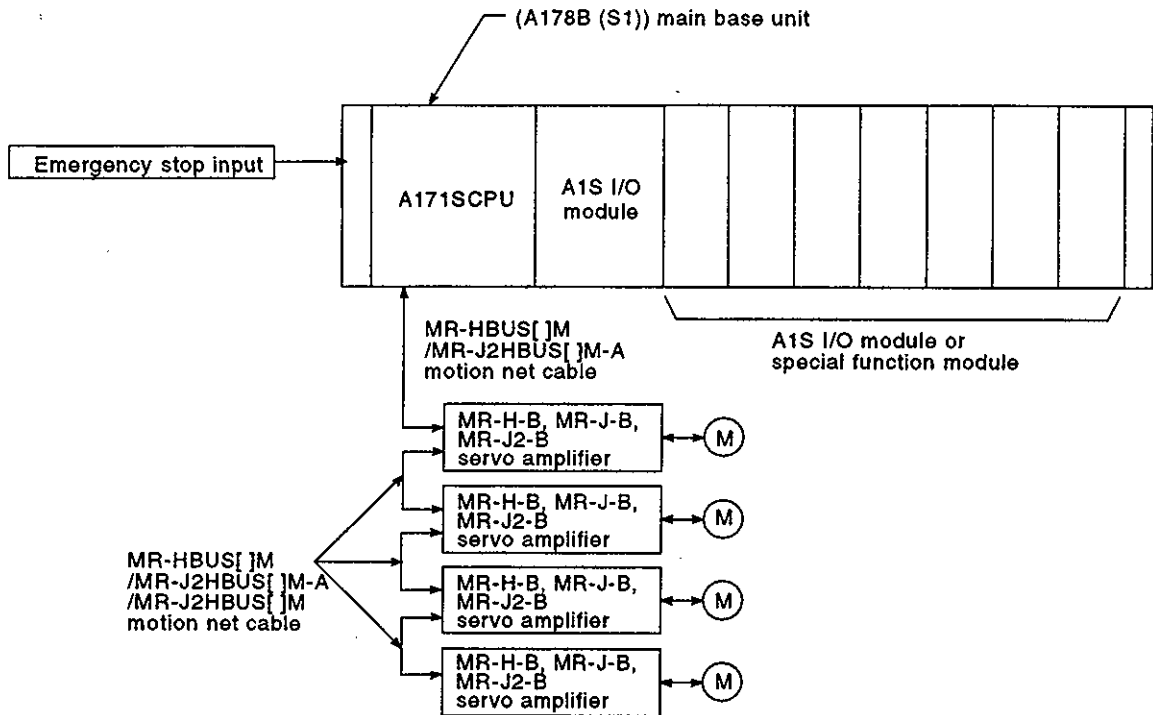 (A178B (S1)) main base unit
Emergency stop input
A171SCPU
A1S I/O
module
MR-HBUS[ ]M
/MR-J2HBUS[ ]M-A
motion net cable
A1S I/O module or
special function module
MR-H-B, MR-J-B,
MR-J2-B
servo amplifier
M
MR-H-B, MR-J-B,
MR-J2-B
servo amplifier
M
MR-HBUS[ ]M
/MR-J2HBUS[ ]M-A
/MR-J2HBUS[ ]M
motion net cable
MR-H-B, MR-J-B,
MR-J2-B
servo amplifier
M
MR-H-B, MR-J-B,
MR-J2-B
servo amplifier
M